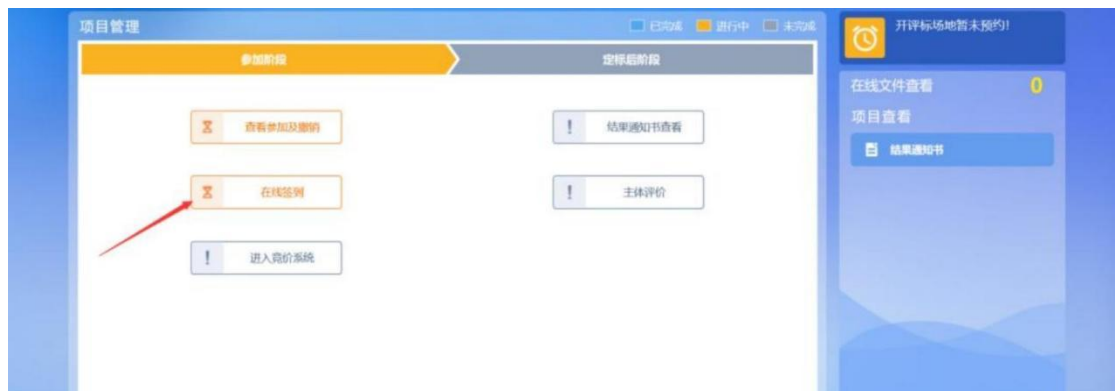 项目管理
已完成 进行中 未完成
参加阶段
定标后阶段
查看参加及撤销
! 结果通知书查看
在线签到
! 主体评价
! 进入竞价系统
开评标场地暂未预约!
在线文件查看 0
项目查看
结果通知书